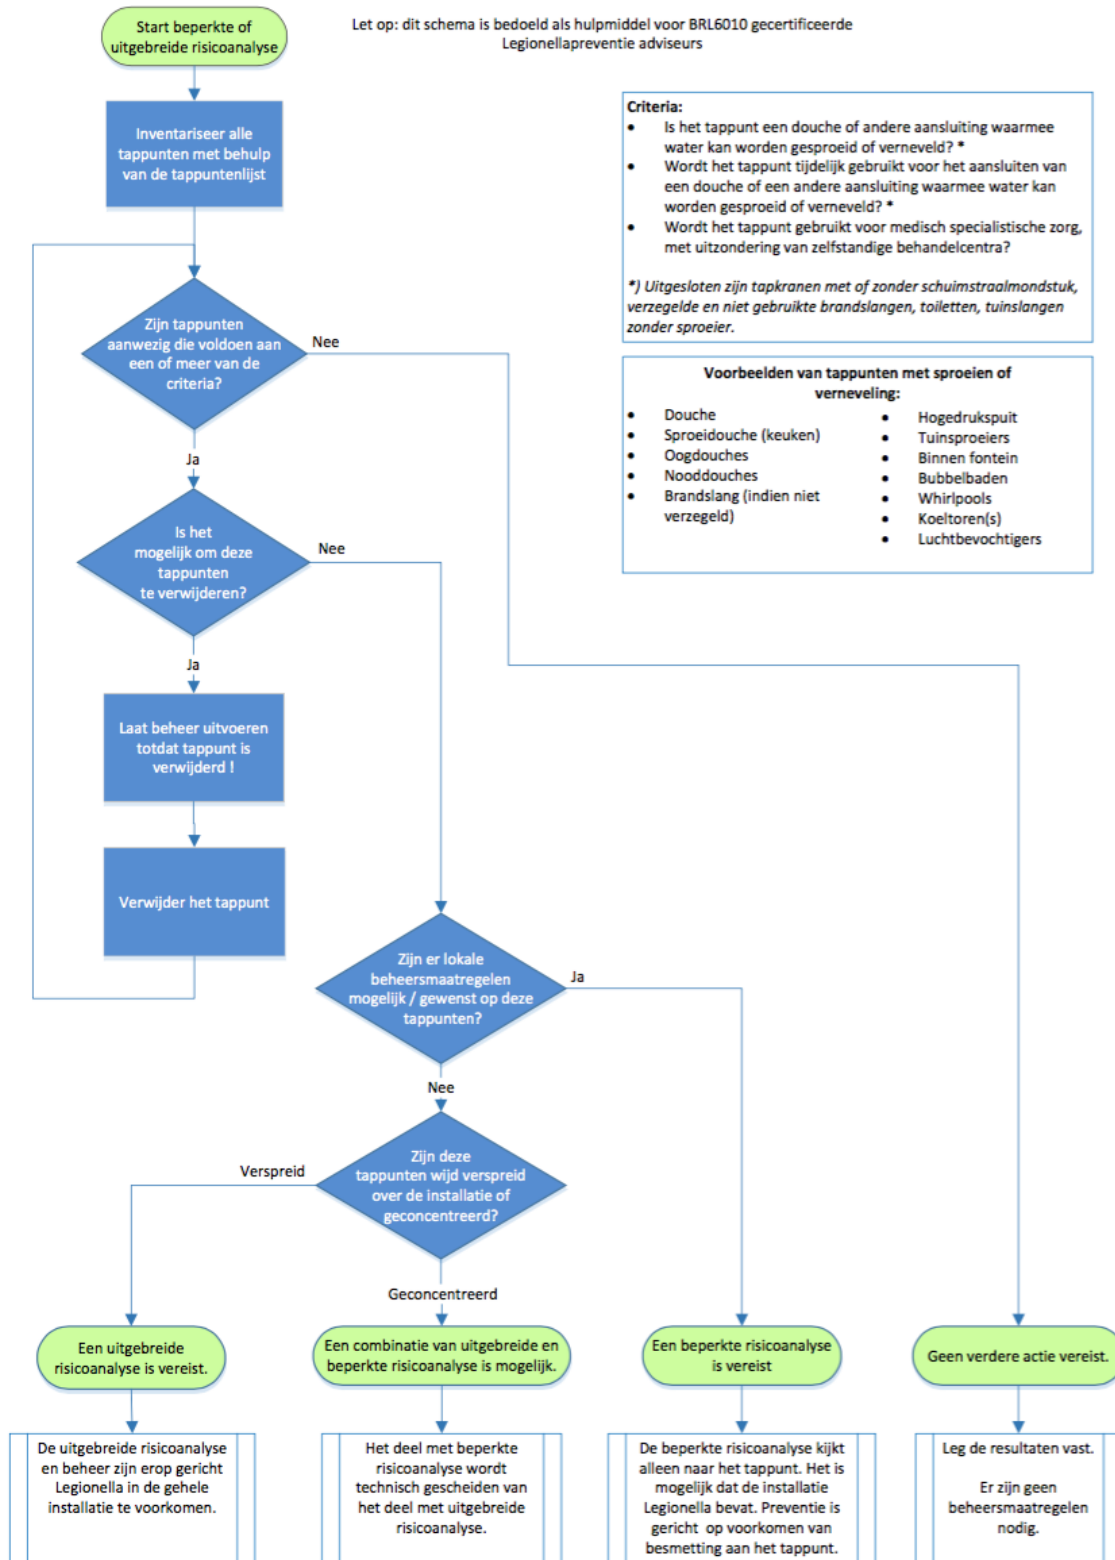 Start beperkte of
uitgebreide risicoanalyse
Let op: dit schema is bedoeld als hulpmiddel voor BRL6010 gecertificeerde
Legionellapreventie adviseurs
Inventariseer alle
tappunten met behulp
van de tappuntenlijst
Criteria:
• Is het tappunt een douche of andere aansluiting waarmee
water kan worden gesproeid of verneveld? *
• Wordt het tappunt tijdelijk gebruikt voor het aansluiten van
een douche of een andere aansluiting waarmee water kan
worden gesproeid of verneveld? *
• Wordt het tappunt gebruikt voor medisch specialistische zorg,
met uitzondering van zelfstandige behandelcentra?
*) Uitgesloten zijn tapkranen met of zonder schuimstraalmondstuk,
verzegelde en niet gebruikte brandslangen, toiletten, tuinslangen
zonder sproeier.
Zijn tappunten
aanwezig die voldoen aan
een of meer van de
criteria?
Nee
Ja
Voorbeelden van tappunten met sproeien of
verneveling:
• Douche
• Sproeidouche (keuken)
• Oogdouches
• Nooddouches
• Brandslang (indien niet
verzegeld)
• Hogedrukspuit
• Tuinsproeiers
• Binnen fontein
• Bubbelbaden
• Whirlpools
• Koeltoren(s)
• Luchtbevochtigers
Is het
mogelijk om deze
tappunten
te verwijderen?
Nee
Ja
Laat beheer uitvoeren
totdat tappunt is
verwijderd !
Verwijder het tappunt
Zijn er lokale
beheersmaatregelen
mogelijk / gewenst op deze
tappunten?
Ja
Nee
Zijn deze
tappunten wijd verspreid
over de installatie of
geconcentreerd?
Verspreid
Geconcentreerd
Een uitgebreide
risicoanalyse is vereist.
Een combinatie van uitgebreide en
beperkte risicoanalyse is mogelijk.
Een beperkte risicoanalyse
is vereist
Geen verdere actie vereist.
De uitgebreide risicoanalyse
en beheer zijn erop gericht
Legionella in de gehele
installatie te voorkomen.
Het deel met beperkte
risicoanalyse wordt
technisch gescheiden van
het deel met uitgebreide
risicoanalyse.
De beperkte risicoanalyse kijkt
alleen naar het tappunt. Het is
mogelijk dat de installatie
Legionella bevat. Preventie is
gericht op voorkomen van
besmetting aan het tappunt.
Leg de resultaten vast.
Er zijn geen
beheersmaatregelen
nodig.